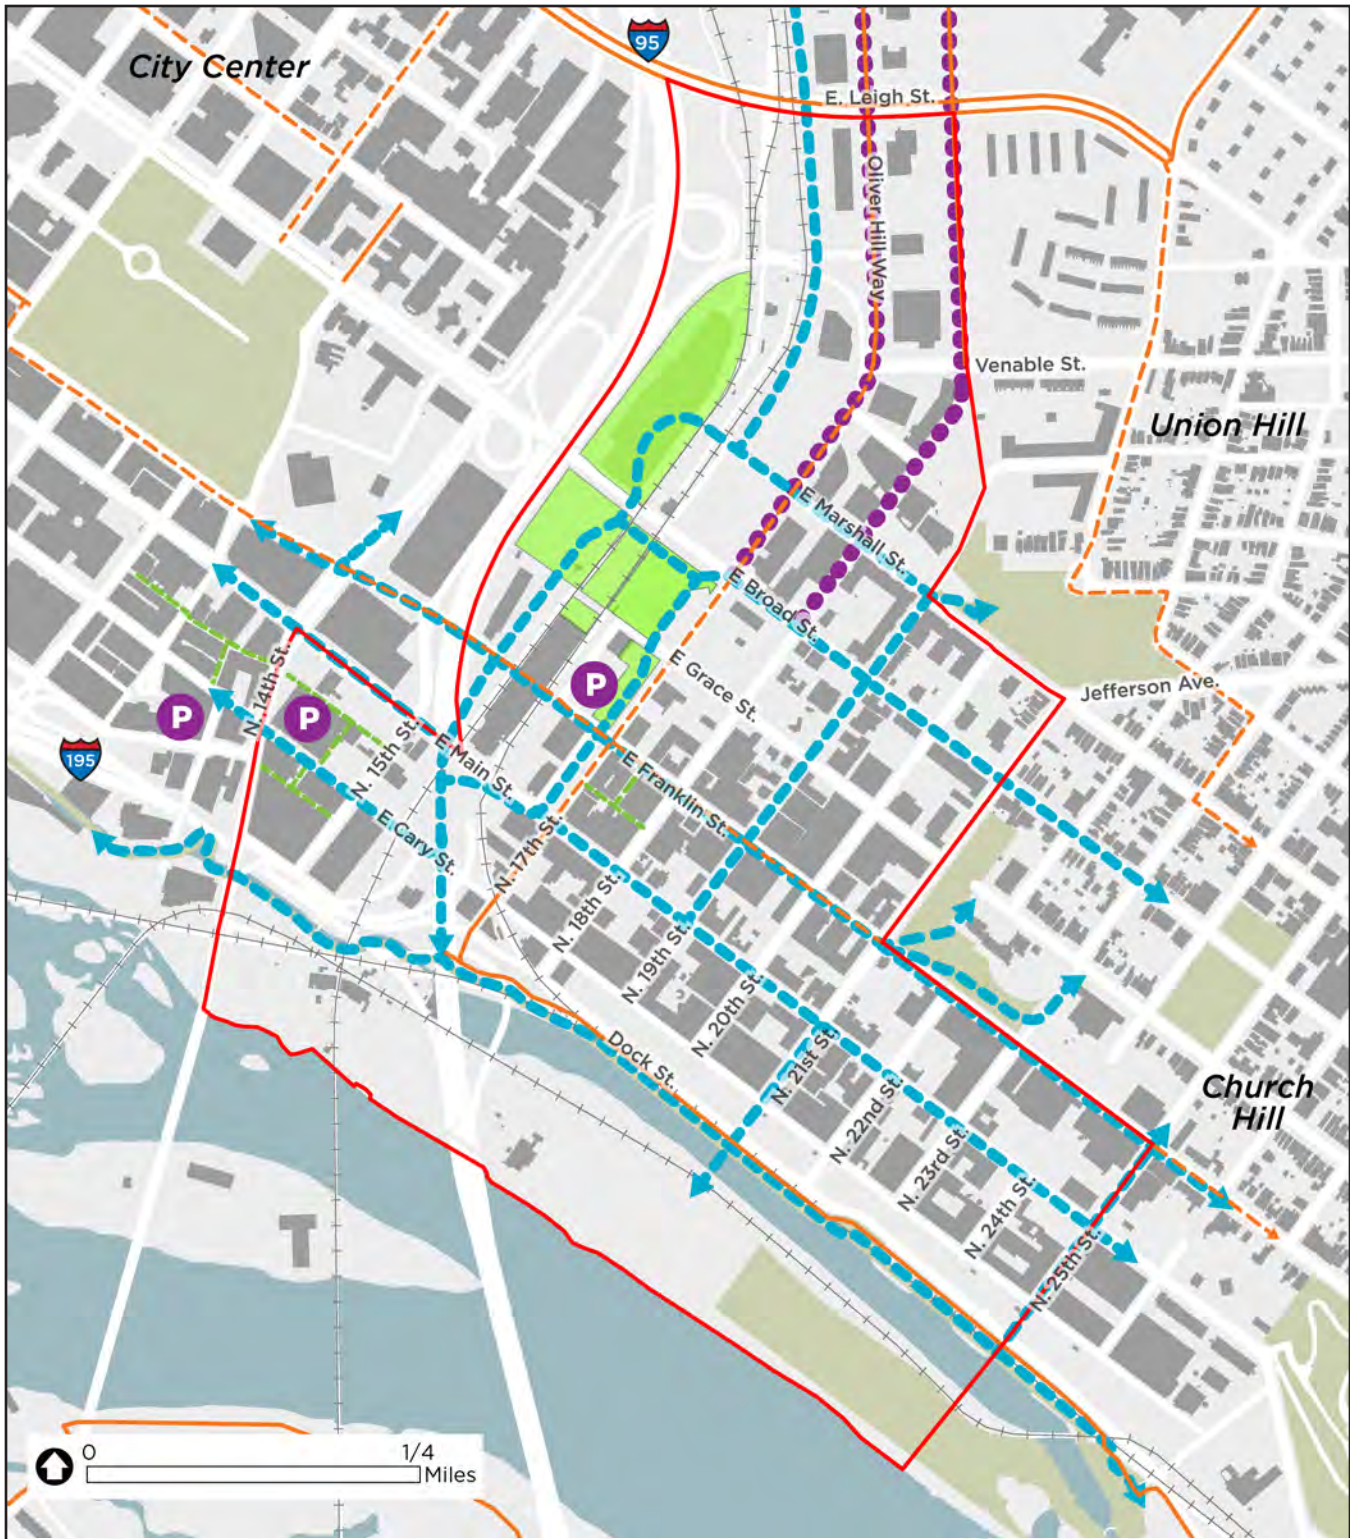 95
City Center
E. Leigh St.
Oliver Hill Way
Venable St.
Union Hill
E Marshall St.
E Broad St.
E Grace St.
Jefferson Ave.
P
P
P
N. 14th St.
195
N. 15th St.
E Main St.
E Franklin St.
E Cary St.
N. 17th St.
N. 18th St.
N. 19th St.
N. 20th St.
Dock St.
N. 21st St.
N. 22nd St.
N. 23rd St.
N. 24th St.
N. 25th St.
Church
Hill
0 1/4
Miles